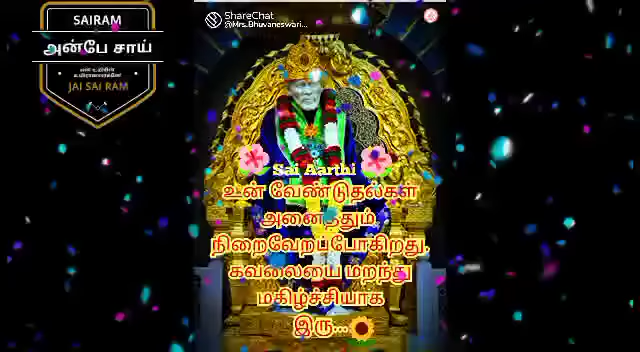 SAIRAM
அன்பே சாய்
JAI SAI RAM
ShareChat
@Mrs.Bhuvaneswari...
Sai Aarthi
உன் வேண்டுதல்கள்
அனைத்தும்
நிறைவேறப்போகிறது.
கவலையை மறந்து
மகிழ்ச்சியாக
இரு...